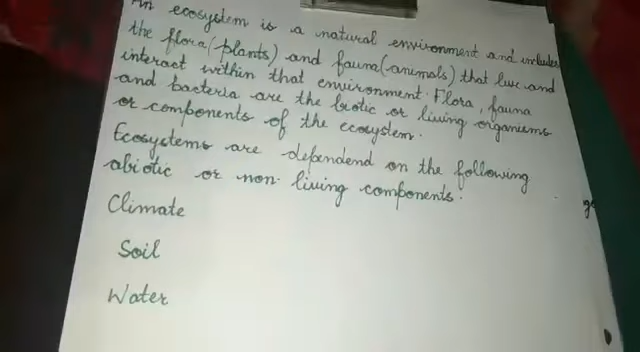 An ecosystem is a natural environment and includes
the flora (plants) and fauna (animals) that live and
interact within that environment. Flora, fauna
and bacteria are the biotic or living organisms
or components of the ecosystem.
Ecosystems are dependend on the following
abiotic or non-living components.
Climate
Soil
Water